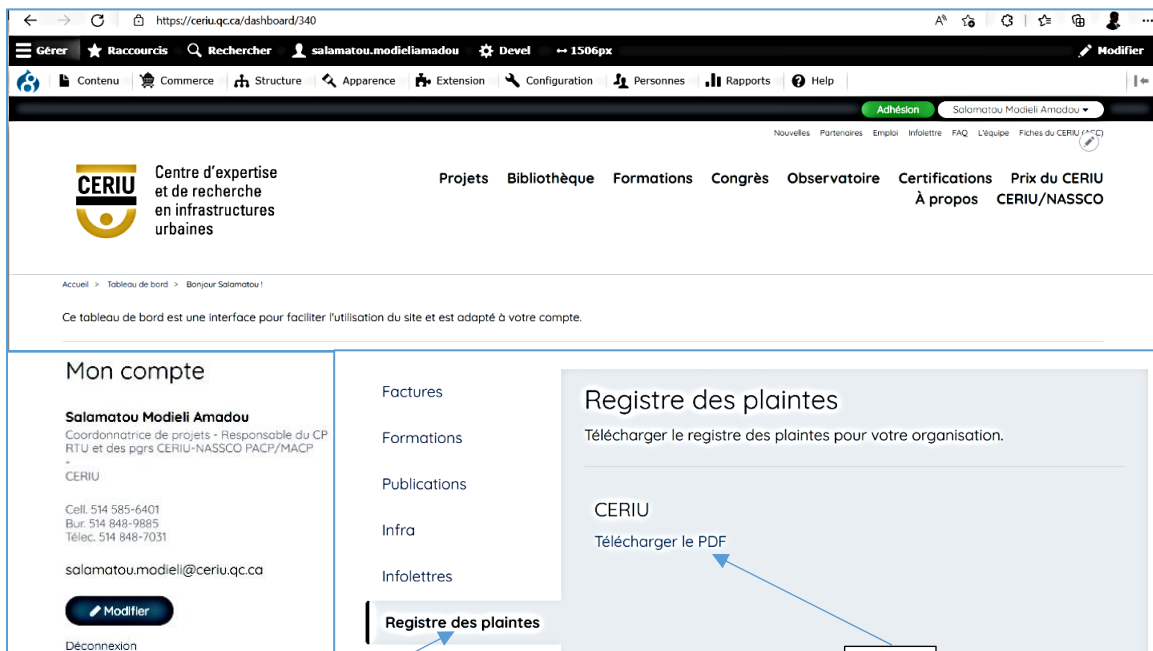 https://ceriu.qc.ca/dashboard/340
Gérer Raccourcis Rechercher salamatou.modieliamadou Devel ↔ 1506px Modifier
Contenu Commerce Structure Apparence Extension Configuration Personnes Rapports Help
Adhésion Salamatou Modieli Amadou
Nouvelles Partenaires Emploi Infolettre FAQ L'équipe Fiches du CERIU (ACC)
CERIU
Centre d'expertise
et de recherche
en infrastructures
urbaines
Projets Bibliothèque Formations Congrès Observatoire Certifications Prix du CERIU
À propos CERIU/NASSCO
Accueil > Tableau de bord > Bonjour Salamatou !
Ce tableau de bord est une interface pour faciliter l'utilisation du site et est adapté à votre compte.
Mon compte
Salamatou Modieli Amadou
Coordonnatrice de projets - Responsable du CP
RTU et des pgrs CERIU-NASSCO PACP/MACP
-
CERIU
Cell. 514 585-6401
Bur. 514 848-9885
Téléc. 514 848-7031
salamatou.modieli@ceriu.qc.ca
Modifier
Déconnexion
Factures
Formations
Publications
Infra
Infolettres
Registre des plaintes
Registre des plaintes
Télécharger le registre des plaintes pour votre organisation.
CERIU
Télécharger le PDF